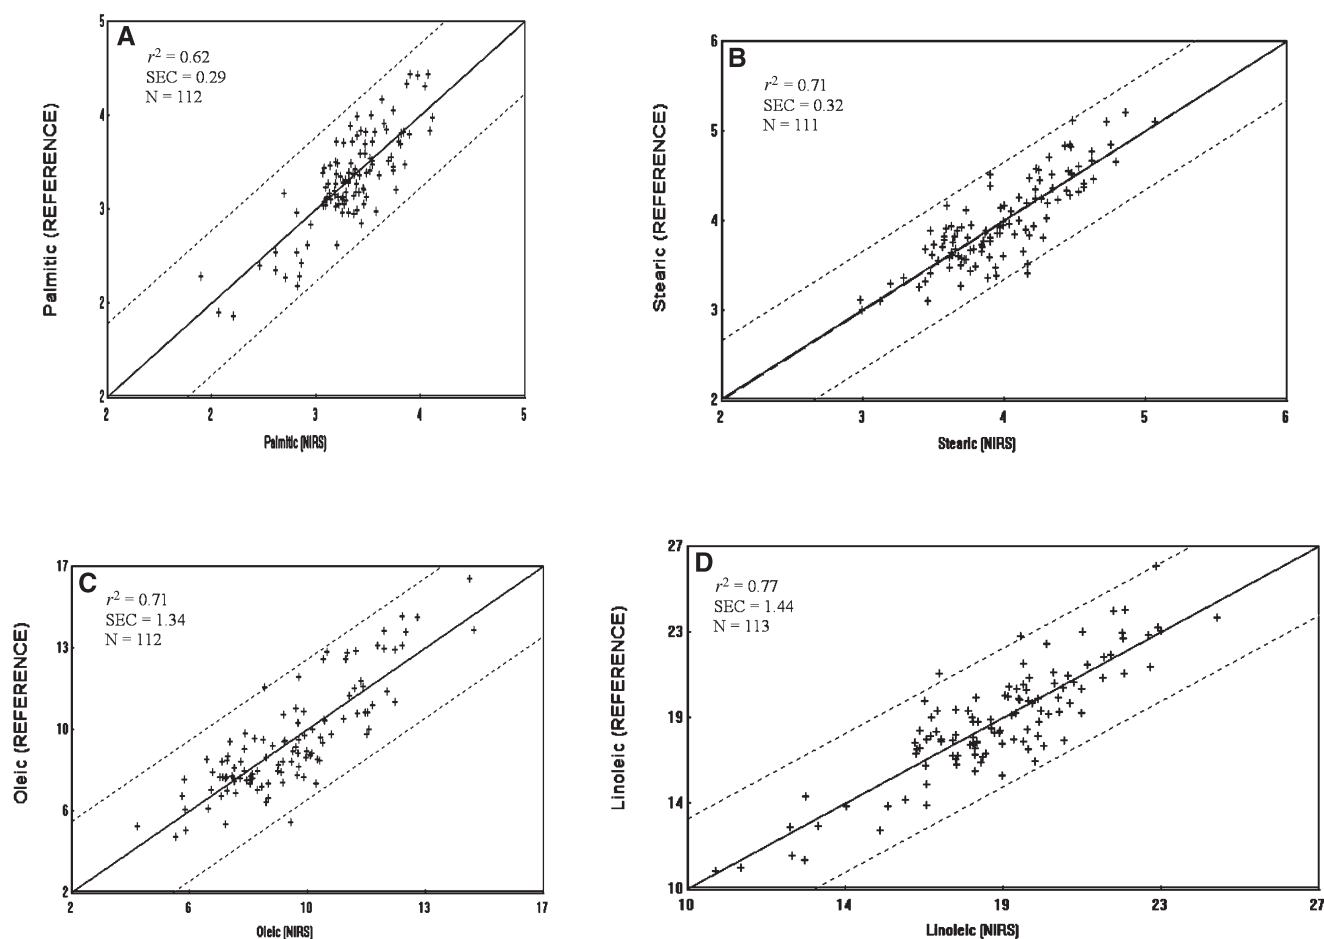 A
r² = 0.62
SEC = 0.29
N = 112
Palmitic (REFERENCE)
5
4
3
2
2
2 2 3 4 5
Palmitic (NIRS)
B
r² = 0.71
SEC = 0.32
N = 111
Stearic (REFERENCE)
6
5
4
3
2
2 3 4 5 6
Stearic (NIRS)
C
r² = 0.71
SEC = 1.34
N = 112
Oleic (REFERENCE)
17
13
10
6
2
2 6 10 13 17
Oleic (NIRS)
D
r² = 0.77
SEC = 1.44
N = 113
Linoleic (REFERENCE)
27
23
19
14
10
10 14 19 23 27
Linoleic (NIRS)